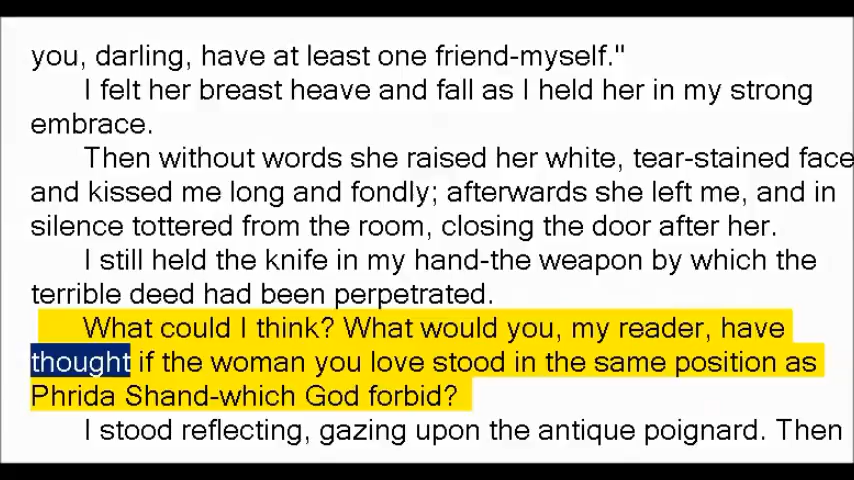 you, darling, have at least one friend-myself."
I felt her breast heave and fall as I held her in my strong
embrace.
Then without words she raised her white, tear-stained face
and kissed me long and fondly; afterwards she left me, and in
silence tottered from the room, closing the door after her.
I still held the knife in my hand-the weapon by which the
terrible deed had been perpetrated.
What could I think? What would you, my reader, have
thought if the woman you love stood in the same position as
Phrida Shand-which God forbid?
I stood reflecting, gazing upon the antique poignard. Then